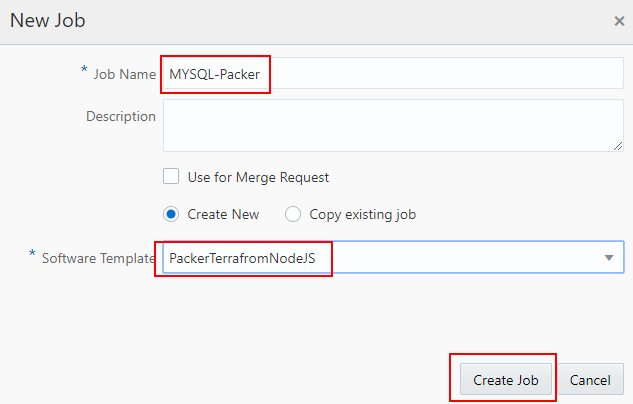 New Job
* Job Name MYSQL-Packer
Description
Use for Merge Request
Create New Copy existing job
* Software Template PackerTerrafromNodeJS
Create Job Cancel